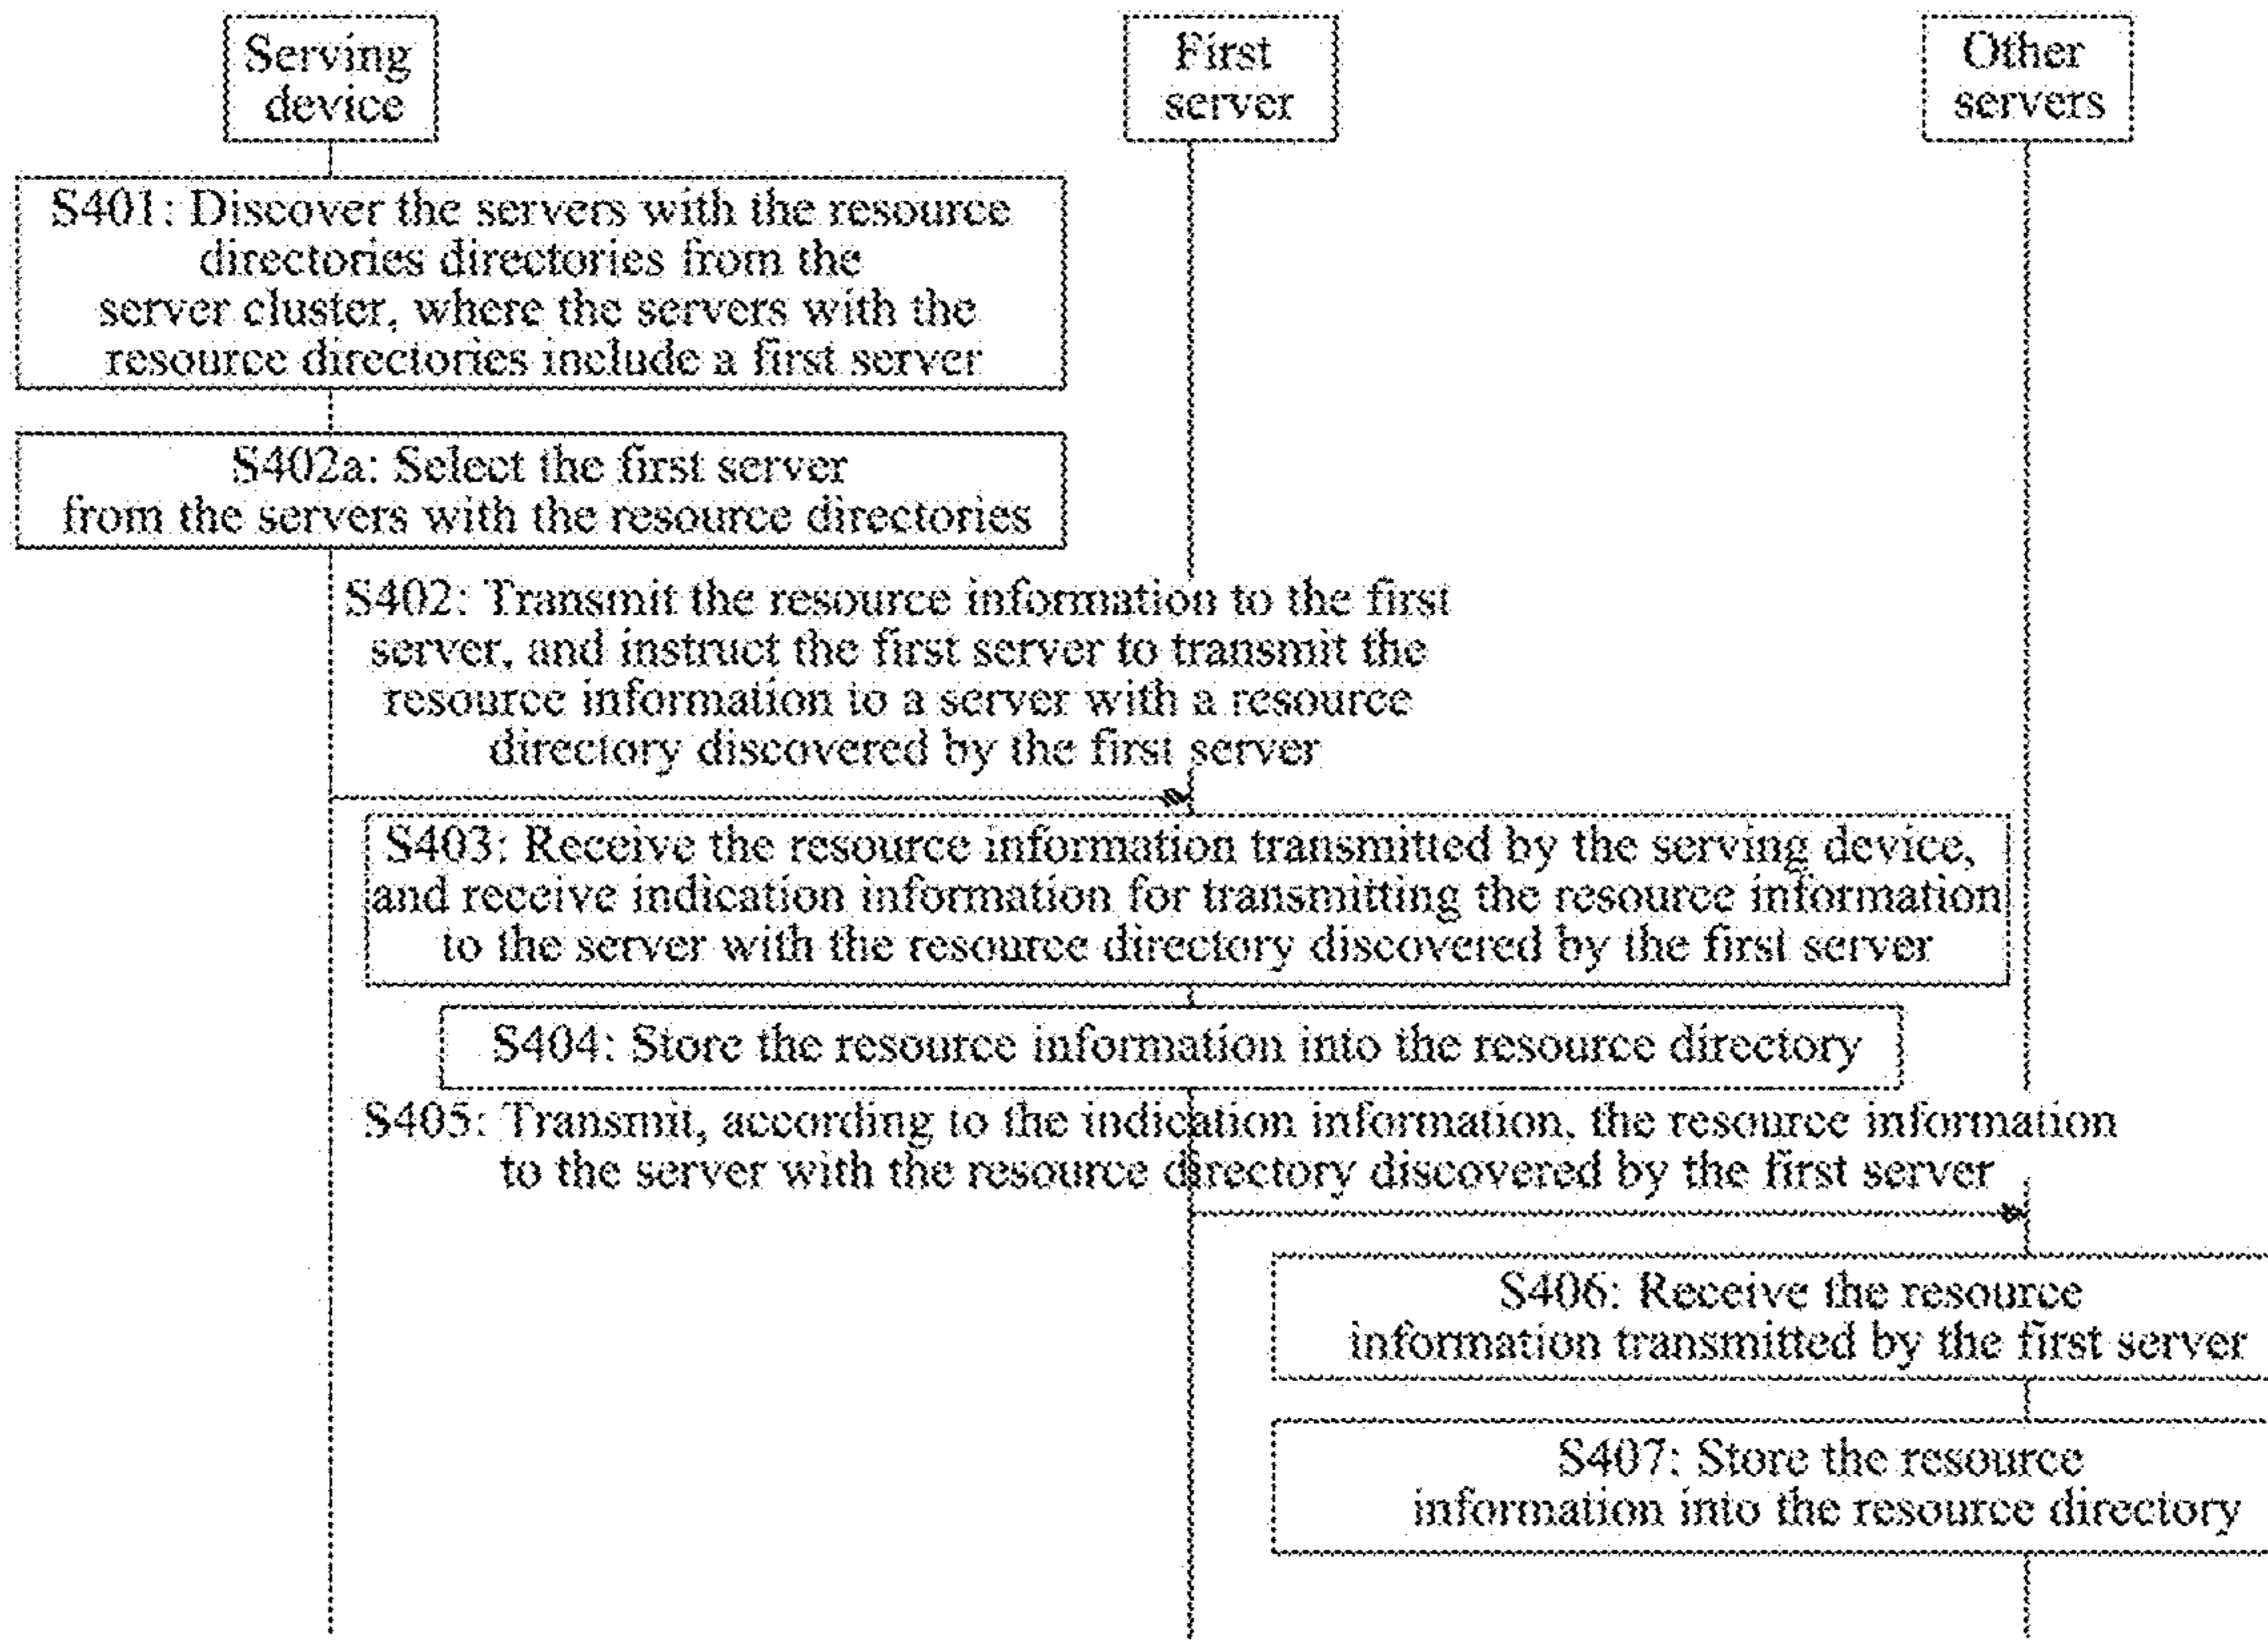 Serving
device
First
server
Other
servers
S401: Discover the servers with the resource
directories directories from the
server cluster, where the servers with the
resource directories include a first server
S402a: Select the first server
from the servers with the resource directories
S402: Transmit the resource information to the first
server, and instruct the first server to transmit the
resource information to a server with a resource
directory discovered by the first server
S403: Receive the resource information transmitted by the serving device,
and receive indication information for transmitting the resource information
to the server with the resource directory discovered by the first server
S404: Store the resource information into the resource directory
S405: Transmit, according to the indication information, the resource information
to the server with the resource directory discovered by the first server
S406: Receive the resource
information transmitted by the first server
S407: Store the resource
information into the resource directory